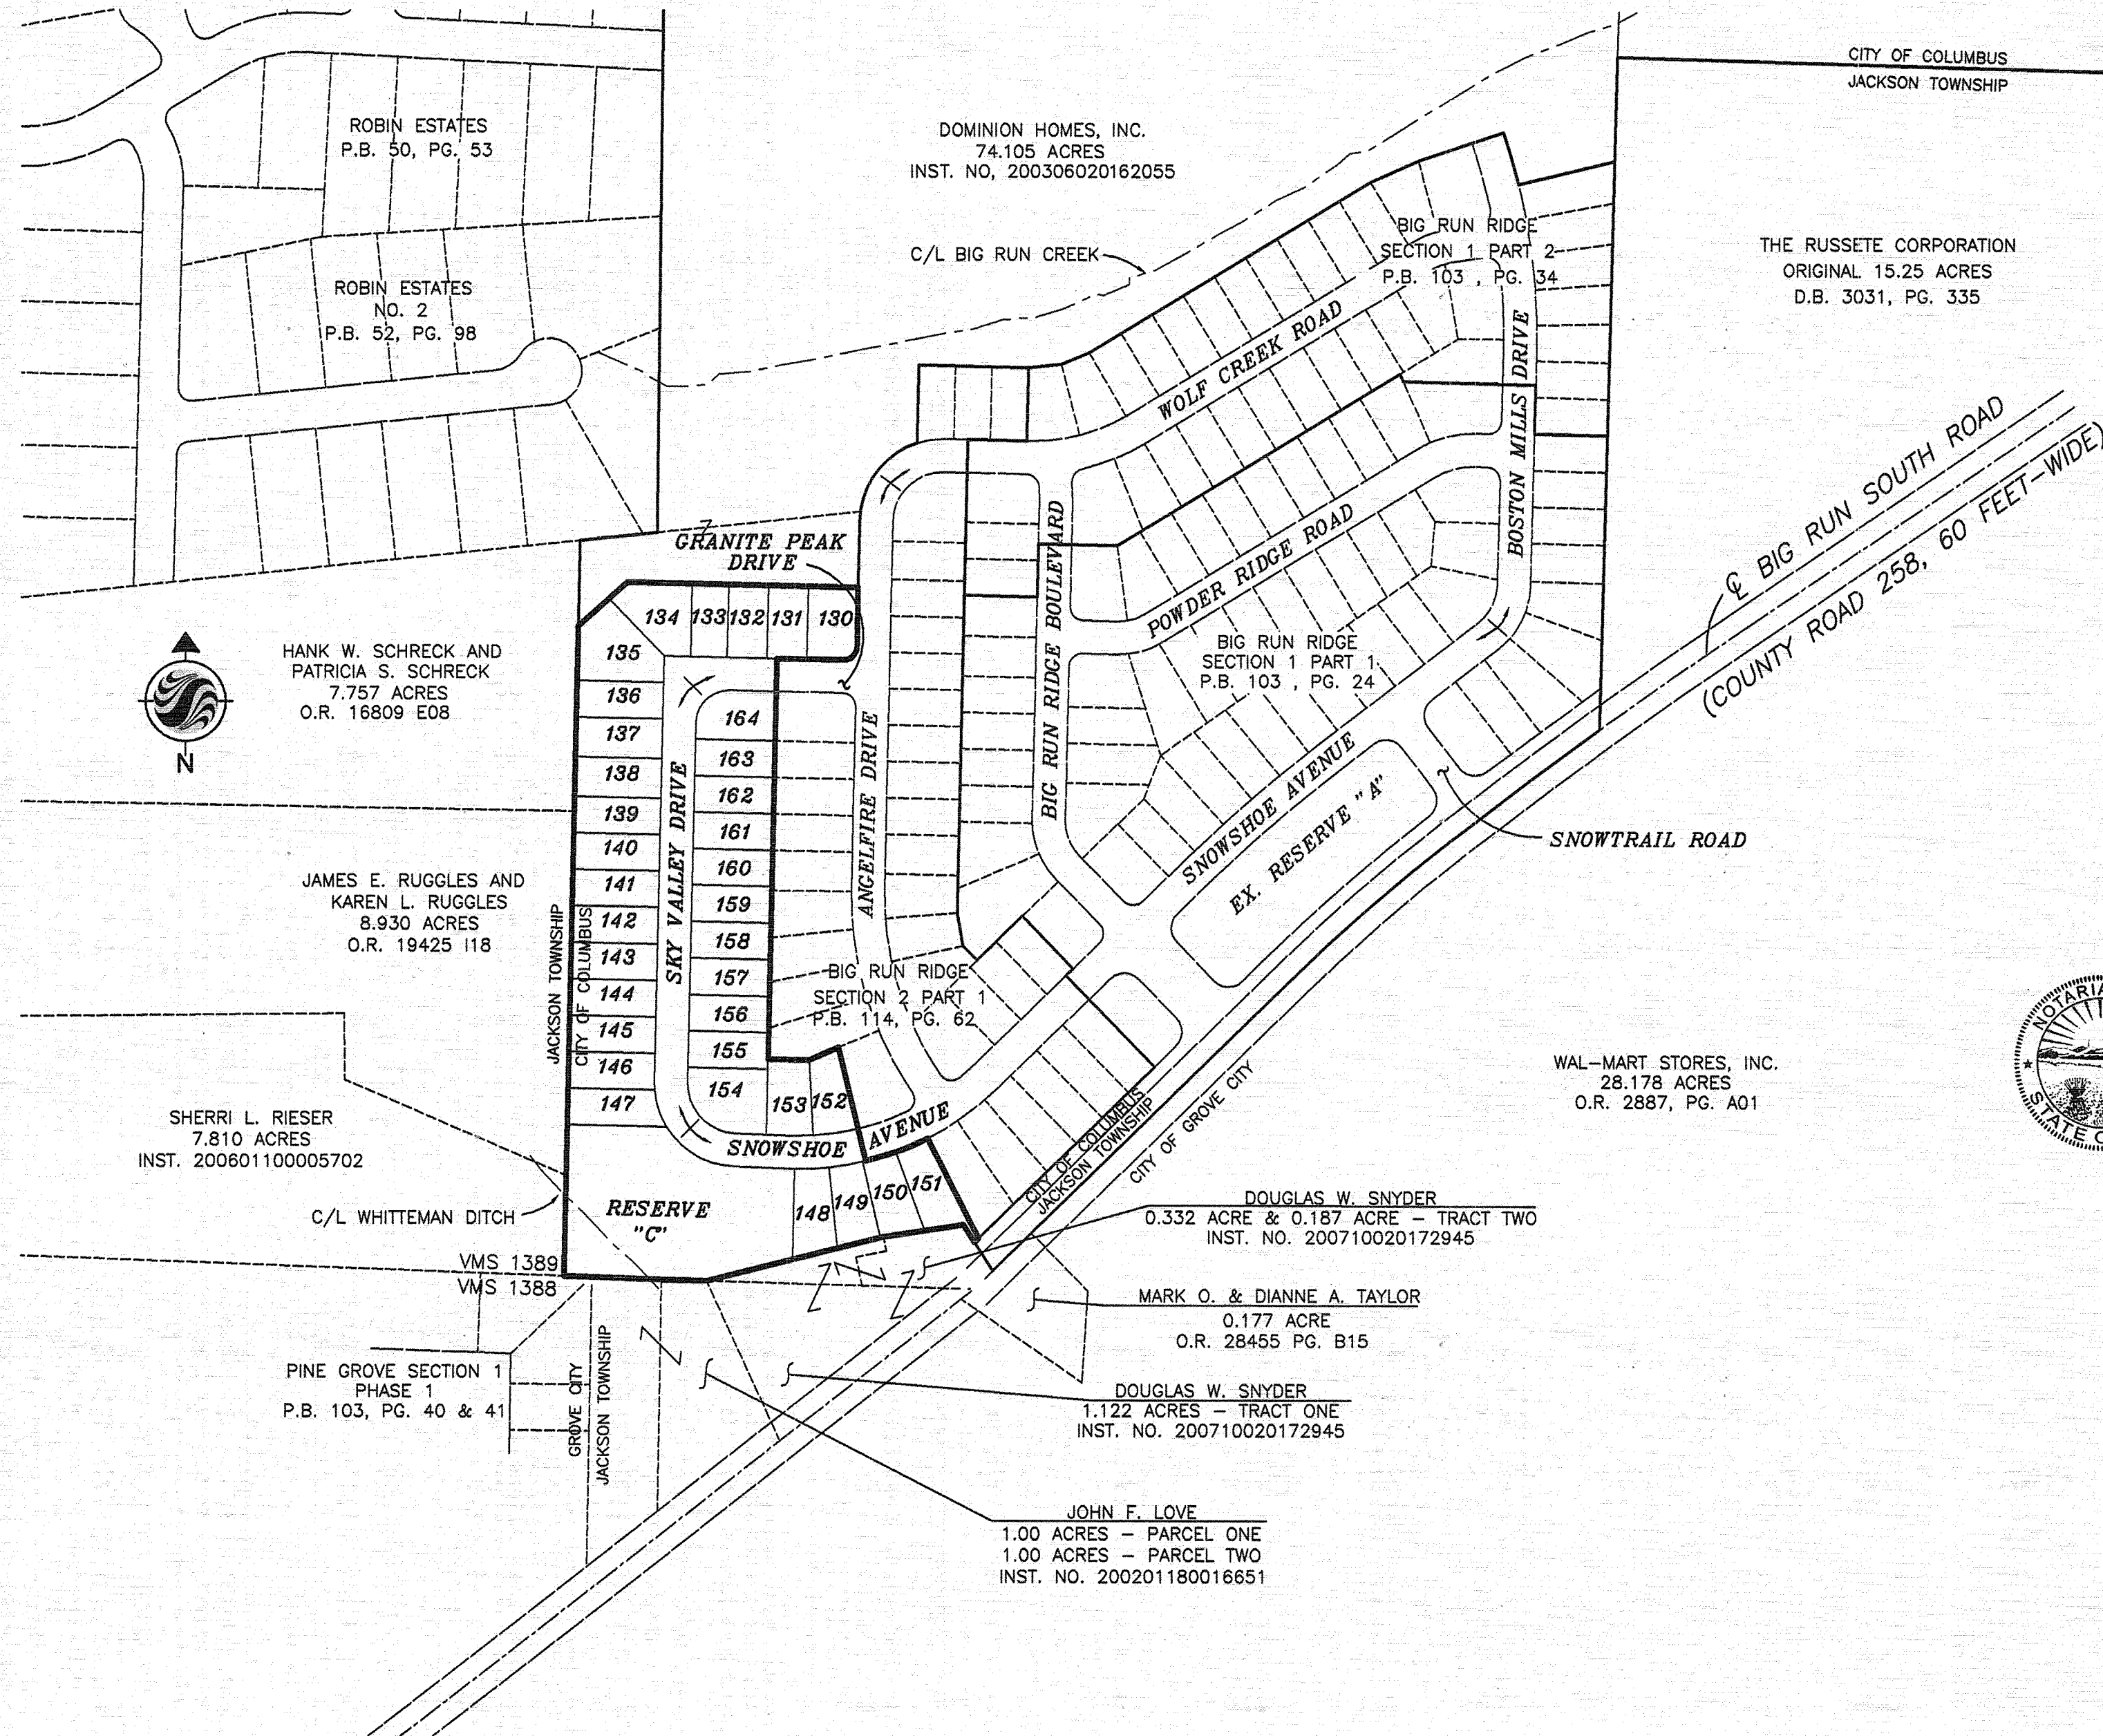 CITY OF COLUMBUS
JACKSON TOWNSHIP
ROBIN ESTATES
P.B. 50, PG. 53
DOMINION HOMES, INC.
74.105 ACRES
INST. NO, 200306020162055
C/L BIG RUN CREEK
BIG RUN RIDGE
SECTION 1 PART 2
P.B. 103 , PG. 34
THE RUSSETE CORPORATION
ORIGINAL 15.25 ACRES
D.B. 3031, PG. 335
ROBIN ESTATES
NO. 2
P.B. 52, PG. 98
WOLF CREEK ROAD
BOSTON MILLS DRIVE
℄ BIG RUN SOUTH ROAD
(COUNTY ROAD 258, 60 FEET-WIDE)
GRANITE PEAK
DRIVE
BIG RUN RIDGE BOULEVARD
POWDER RIDGE ROAD
134
133
132
131
130
HANK W. SCHRECK AND
PATRICIA S. SCHRECK
7.757 ACRES
O.R. 16809 E08
N
BIG RUN RIDGE
SECTION 1 PART 1
P.B. 103 , PG. 24
135
136
137
138
139
140
141
142
143
144
145
146
147
SKY VALLEY DRIVE
164
163
162
161
160
159
158
157
156
155
154
153
152
ANGELFIRE DRIVE
SNOWSHOE AVENUE
EX. RESERVE "A"
SNOWTRAIL ROAD
JAMES E. RUGGLES AND
KAREN L. RUGGLES
8.930 ACRES
O.R. 19425 I18
JACKSON TOWNSHIP
CITY OF COLUMBUS
BIG RUN RIDGE
SECTION 2 PART 1
P.B. 114, PG. 62
WAL-MART STORES, INC.
28.178 ACRES
O.R. 2887, PG. A01
NOTARIA
STATE O
SHERRI L. RIESER
7.810 ACRES
INST. 200601100005702
SNOWSHOE AVENUE
CITY OF COLUMBUS
JACKSON TOWNSHIP
CITY OF GROVE CITY
C/L WHITTEMAN DITCH
RESERVE
"C"
148
149
150
151
DOUGLAS W. SNYDER
0.332 ACRE & 0.187 ACRE - TRACT TWO
INST. NO. 200710020172945
VMS 1389
VMS 1388
MARK O. & DIANNE A. TAYLOR
0.177 ACRE
O.R. 28455 PG. B15
PINE GROVE SECTION 1
PHASE 1
P.B. 103, PG. 40 & 41
GROVE CITY
JACKSON TOWNSHIP
DOUGLAS W. SNYDER
1.122 ACRES - TRACT ONE
INST. NO. 200710020172945
JOHN F. LOVE
1.00 ACRES - PARCEL ONE
1.00 ACRES - PARCEL TWO
INST. NO. 200201180016651